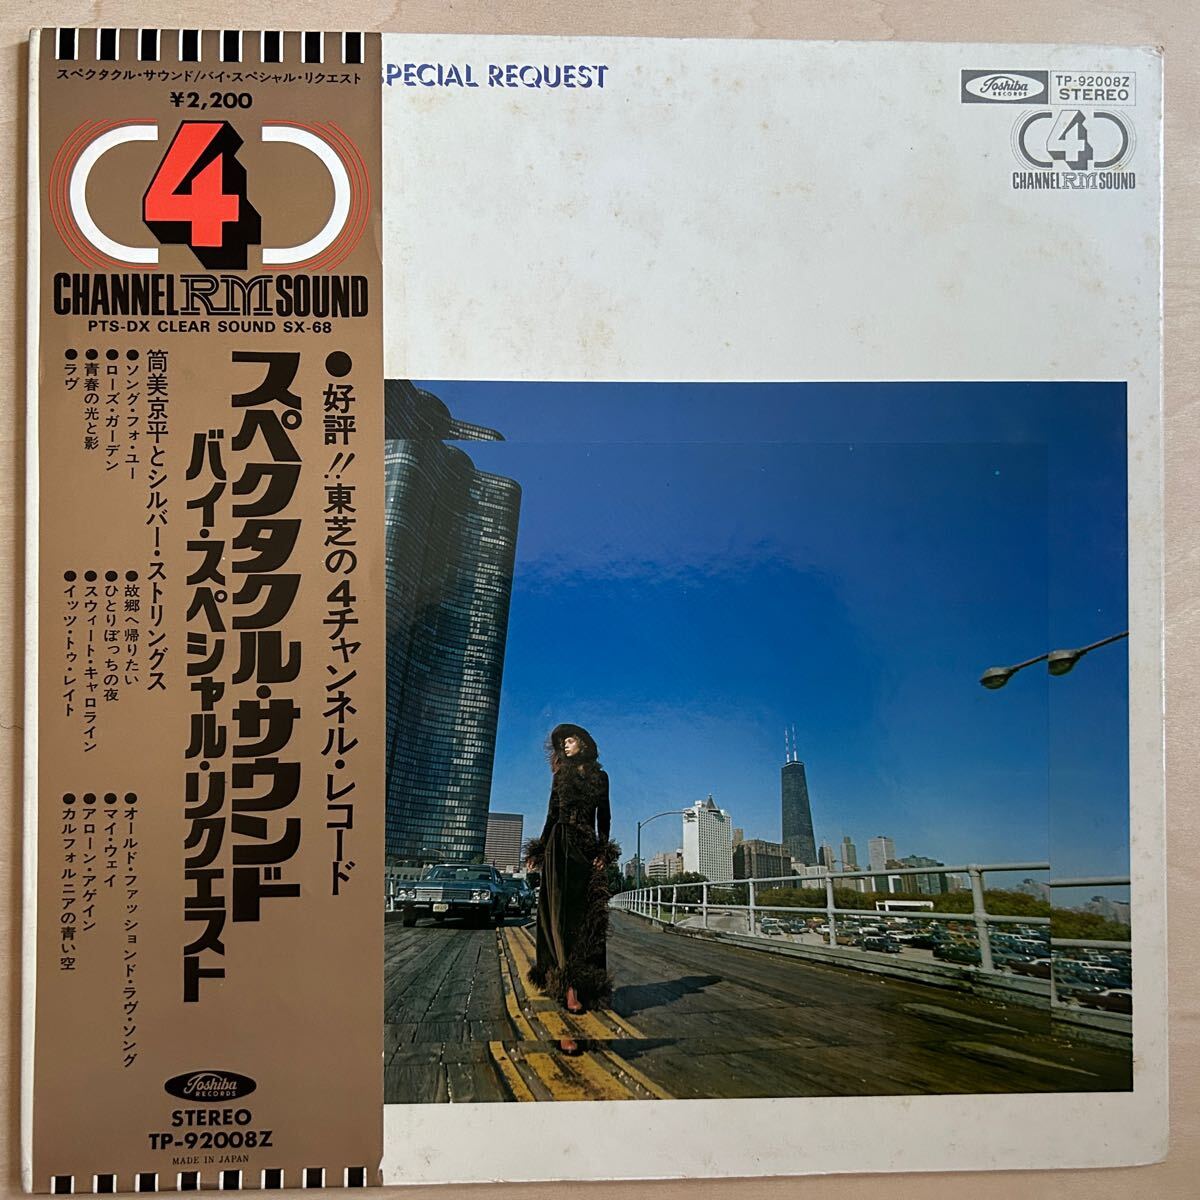 スペクタクル・サウンド/バイ・スペシャル・リクエスト
¥2,200
4
CHANNEL RM SOUND
PTS-DX CLEAR SOUND SX-68
●好評!!東芝の4チャンネル・レコード
スペクタクル・サウンド
バイ・スペシャル・リクエスト
筒美京平とシルバー・ストリングス
●ソング・フォ・ユー
●ローズ・ガーデン
●青春の光と影
●ラヴ
●故郷へ帰りたい
●ひとりぼっちの夜
●スウィート・キャロライン
●イッツ・トゥ・レイト
●オールド・ファッションド・ラヴ・ソング
●マイ・ウェイ
●アローン・アゲイン
●カルフォルニアの青い空
Toshiba
RECORDS
STEREO
TP-92008Z
MADE IN JAPAN
SPECIAL REQUEST
Toshiba
RECORDS
TP-92008Z
STEREO
4
CHANNEL RM SOUND